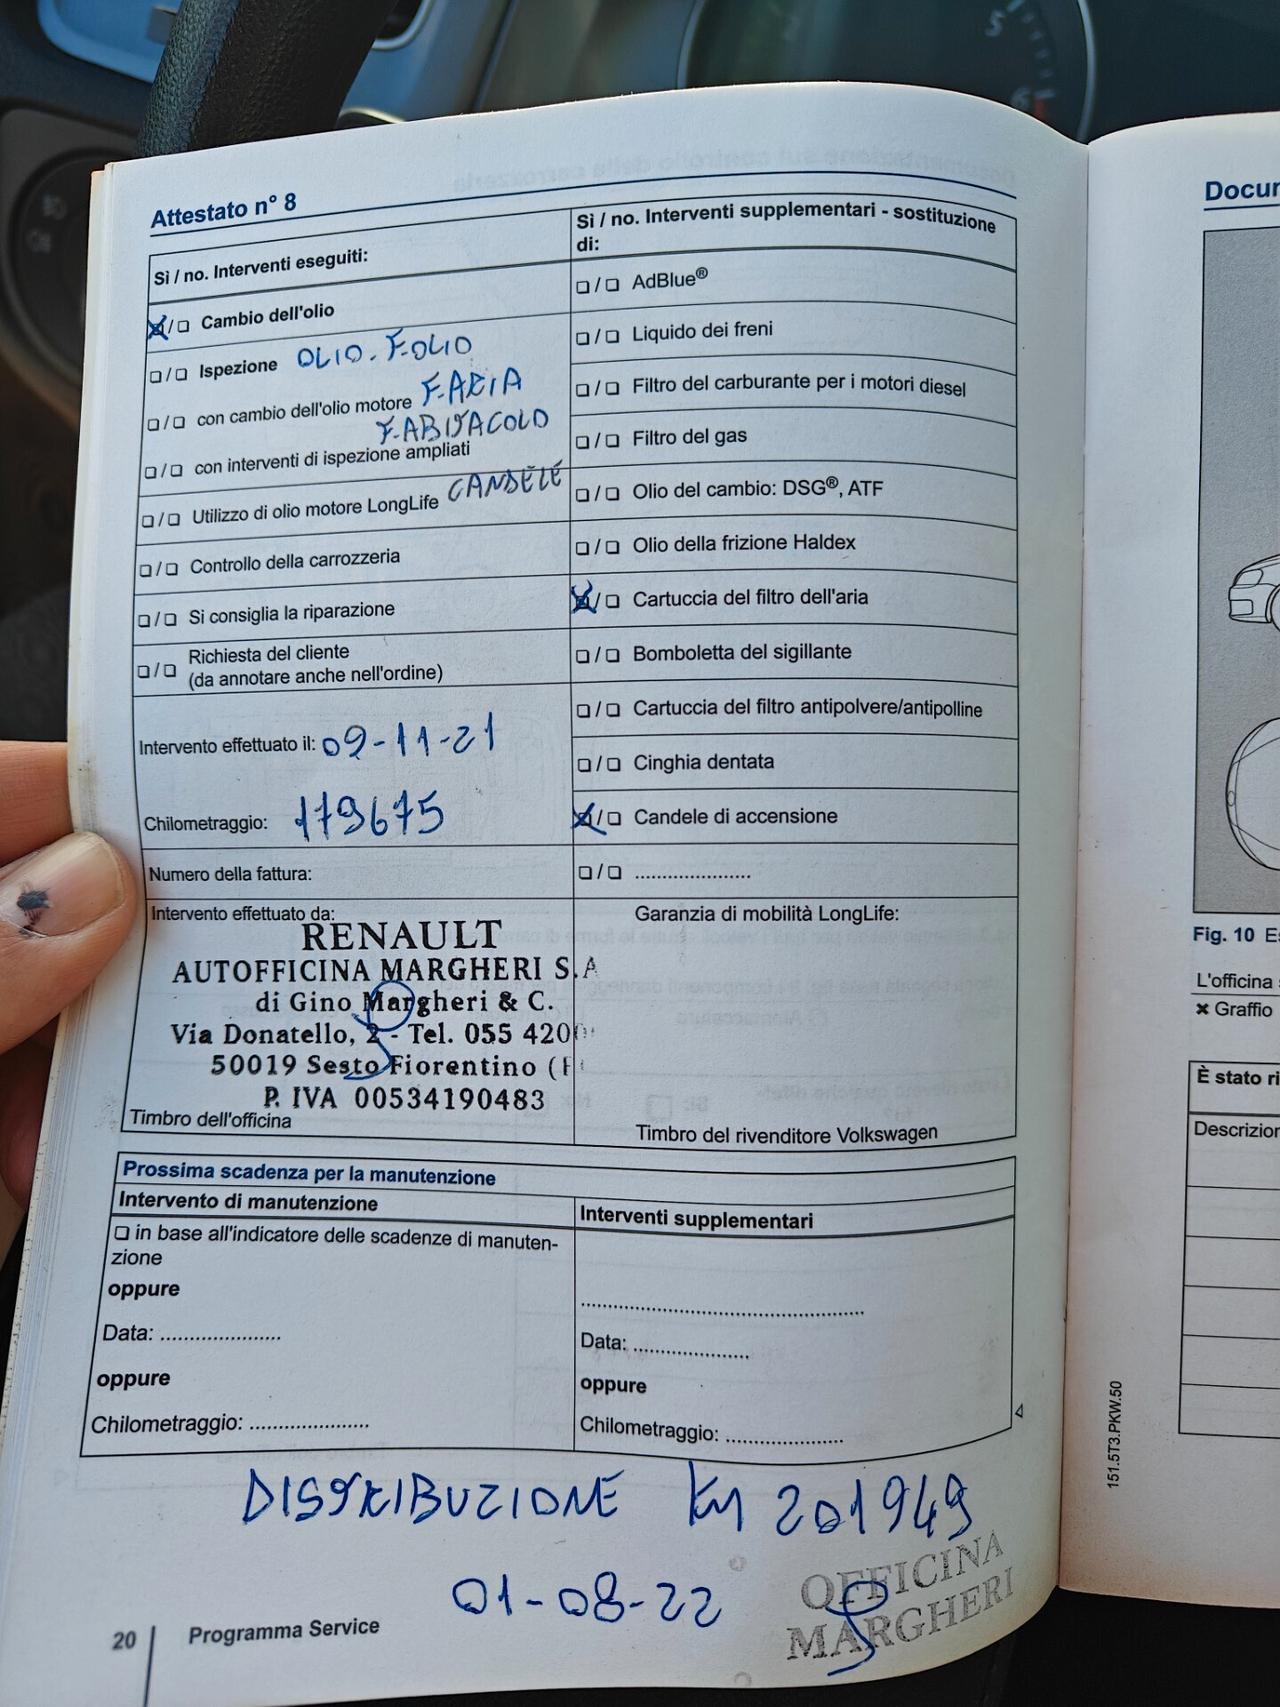 Attestato n° 8
Sì / no. Interventi eseguiti:
☒/❏ Cambio dell'olio
❏/❏ Ispezione OLIO. F.OLIO
❏/❏ con cambio dell'olio motore F.ARIA
F.ABITACOLO
❏/❏ con interventi di ispezione ampliati
❏/❏ Utilizzo di olio motore LongLife CANDELE
❏/❏ Controllo della carrozzeria
❏/❏ Si consiglia la riparazione
❏/❏ Richiesta del cliente
(da annotare anche nell'ordine)
Intervento effettuato il: 09-11-21
Chilometraggio: 179675
Numero della fattura:
Intervento effettuato da:
RENAULT
AUTOFFICINA MARGHERI S.A
di Gino Margheri & C.
Via Donatello, 2 - Tel. 055 420
50019 Sesto Fiorentino (F
P. IVA 00534190483
Timbro dell'officina
Sì / no. Interventi supplementari - sostituzione
di:
❏/❏ AdBlue®
❏/❏ Liquido dei freni
❏/❏ Filtro del carburante per i motori diesel
❏/❏ Filtro del gas
❏/❏ Olio del cambio: DSG®, ATF
❏/❏ Olio della frizione Haldex
☒/❏ Cartuccia del filtro dell'aria
❏/❏ Bomboletta del sigillante
❏/❏ Cartuccia del filtro antipolvere/antipolline
❏/❏ Cinghia dentata
☒/❏ Candele di accensione
❏/❏ ....................
Garanzia di mobilità LongLife:
Timbro del rivenditore Volkswagen
Prossima scadenza per la manutenzione
Intervento di manutenzione
❏ in base all'indicatore delle scadenze di manuten-
zione
oppure
Data: .....................
oppure
Chilometraggio: .....................
Interventi supplementari
..................................................
Data: .....................
oppure
Chilometraggio: .....................
DISTRIBUZIONE KM 201949
01-08-22
OFFICINA
MARGHERI
20
Programma Service
151.5T3.PKW.50
Docur
Fig. 10 Es
L'officina
✖ Graffio
È stato ri
Descrizior
5
6